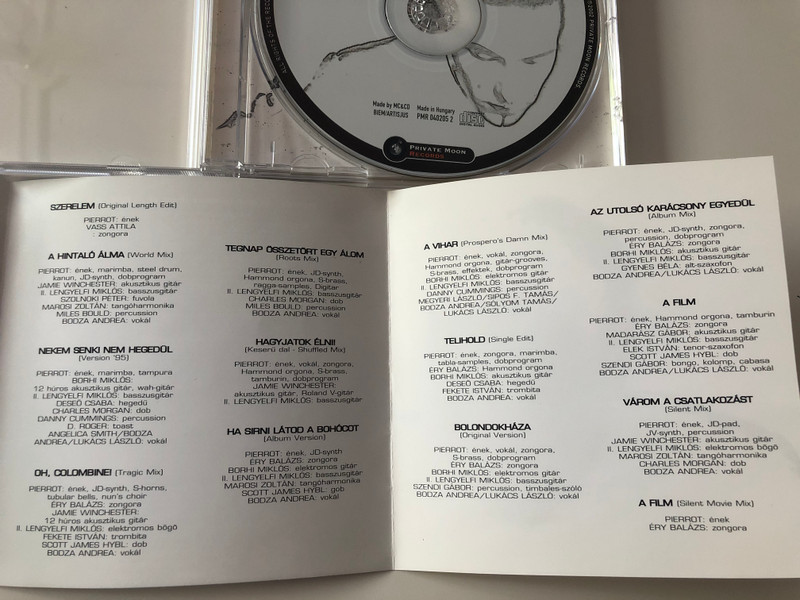 Made by MC&CD
BIEM/ARTISJUS
Made in Hungary
PMR 040205 2
2002 PRIVATE MOON RECORDS
PRIVATE MOON
RECORDS
SZERELEM (Original Length Edit)
PIERROT: ének
VASS ATTILA
: zongora
A HINTALÓ ÁLMA (World Mix)
PIERROT: ének, marimba, steel drum,
kanun, JD-synth, dobprogram
JAMIE WINCHESTER: akusztikus gitár
II. LENGYELFI MIKLÓS: basszusgitár
SZOLNOKI PÉTER: fuvola
MAROSI ZOLTÁN: tangóharmonika
MILES BOULD: percussion
BODZA ANDREA: vokál
NEKEM SENKI NEM HEGEDÜL
(Version '95)
PIERROT: ének, marimba, tampura
BORHI MIKLÓS:
12 húros akusztikus gitár, wah-gitár
II. LENGYELFI MIKLÓS: basszusgitár
DESEŐ CSABA: hegedű
CHARLES MORGAN: dob
DANNY CUMMINGS: percussion
D. ROGER: toast
ANGELICA SMITH/BODZA
ANDREA/LUKÁCS LÁSZLÓ: vokál
OH, COLOMBINE! (Tragic Mix)
PIERROT: ének, JD-synth, S-horns,
tubular bells, nun's choir
ÉRY BALÁZS: zongora
JAMIE WINCHESTER:
12 húros akusztikus gitár
II. LENGYELFI MIKLÓS: elektromos bőgő
FEKETE ISTVÁN: trombita
SCOTT JAMES HYBL: dob
BODZA ANDREA: vokál
TEGNAP ÖSSZETÖRT EGY ÁLOM
(Roots Mix)
PIERROT: ének, JD-synth,
Hammond orgona, S-brass,
ragga-samples, Digitar
II. LENGYELFI MIKLÓS: basszusgitár
CHARLES MORGAN: dob
MILES BOULD: percussion
BODZA ANDREA: vokál
HAGYJATOK ÉLNI!
(Keserű dal - Shuffled Mix)
PIERROT: ének, vokál, zongora,
Hammond orgona, S-brass,
tamburin, dobprogram
JAMIE WINCHESTER:
akusztikus gitár, Roland V-gitár
II. LENGYELFI MIKLÓS: basszusgitár
HA SÍRNI LÁTOD A BOHÓCOT
(Album Version)
PIERROT: ének, JD-synth
ÉRY BALÁZS: zongora
BORHI MIKLÓS: elektromos gitár
II. LENGYELFI MIKLÓS: basszusgitár
MAROSI ZOLTÁN: tangóharmonika
SCOTT JAMES HYBL: gob
BODZA ANDREA: vokál
A VIHAR (Prospero's Damn Mix)
PIERROT: ének, vokál, zongora,
Hammond orgona, gitár-grooves,
S-brass, effektek, dobprogram
BORHI MIKLÓS: elektromos gitár
II. LENGYELFI MIKLÓS: basszusgitár
DANNY CUMMINGS: percussion
MEGYERI LÁSZLÓ/SIPOS F. TAMÁS/
BODZA ANDREA/SÓLYOM TAMÁS/
LUKÁCS LÁSZLÓ: vokál
TELIHOLD (Single Edit)
PIERROT: ének, zongora, marimba,
tabla-samples, dobprogram
ÉRY BALÁZS: Hammond orgona
BORHI MIKLÓS: akusztikus gitár
DESEŐ CSABA: hegedű
FEKETE ISTVÁN: trombita
BODZA ANDREA: vokál
BOLONDOKHÁZA
(Original Version)
PIERROT: ének, vokál, zongora,
S-brass, dobprogram
ÉRY BALÁZS: zongora
BORHI MIKLÓS: elektromos gitár
II. LENGYELFI MIKLÓS: basszusgitár
SZENDI GÁBOR: percussion, timbales-szóló
BODZA ANDREA/LUKÁCS LÁSZLÓ: vokál
AZ UTOLSÓ KARÁCSONY EGYEDÜL
(Album Mix)
PIERROT: ének, JD-synth, zongora,
percussion, dobprogram
ÉRY BALÁZS: zongora
BORHI MIKLÓS: akusztikus gitár
II. LENGYELFI MIKLÓS: basszusgitár
GYENES BÉLA: alt-szaxofon
BODZA ANDREA/LUKÁCS LÁSZLÓ: vokál
A FILM
PIERROT: ének, Hammond orgona, tamburin
ÉRY BALÁZS: zongora
MADARÁSZ GÁBOR: akusztikus gitár
II. LENGYELFI MIKLÓS: basszusgitár
ELEK ISTVÁN: tenor-szaxofon
SCOTT JAMES HYBL: dob
SZENDI GÁBOR: bongo, kolomp, cabasa
BODZA ANDREA/LUKÁCS LÁSZLÓ: vokál
VÁROM A CSATLAKOZÁST
(Silent Mix)
PIERROT: ének, JD-pad,
JV-synth, percussion
JAMIE WINCHESTER: akusztikus gitár
II. LENGYELFI MIKLÓS: elektromos bőgő
MAROSI ZOLTÁN: tangóharmonika
CHARLES MORGAN: dob
BODZA ANDREA: vokál
A FILM (Silent Movie Mix)
PIERROT: ének
ÉRY BALÁZS: zongora